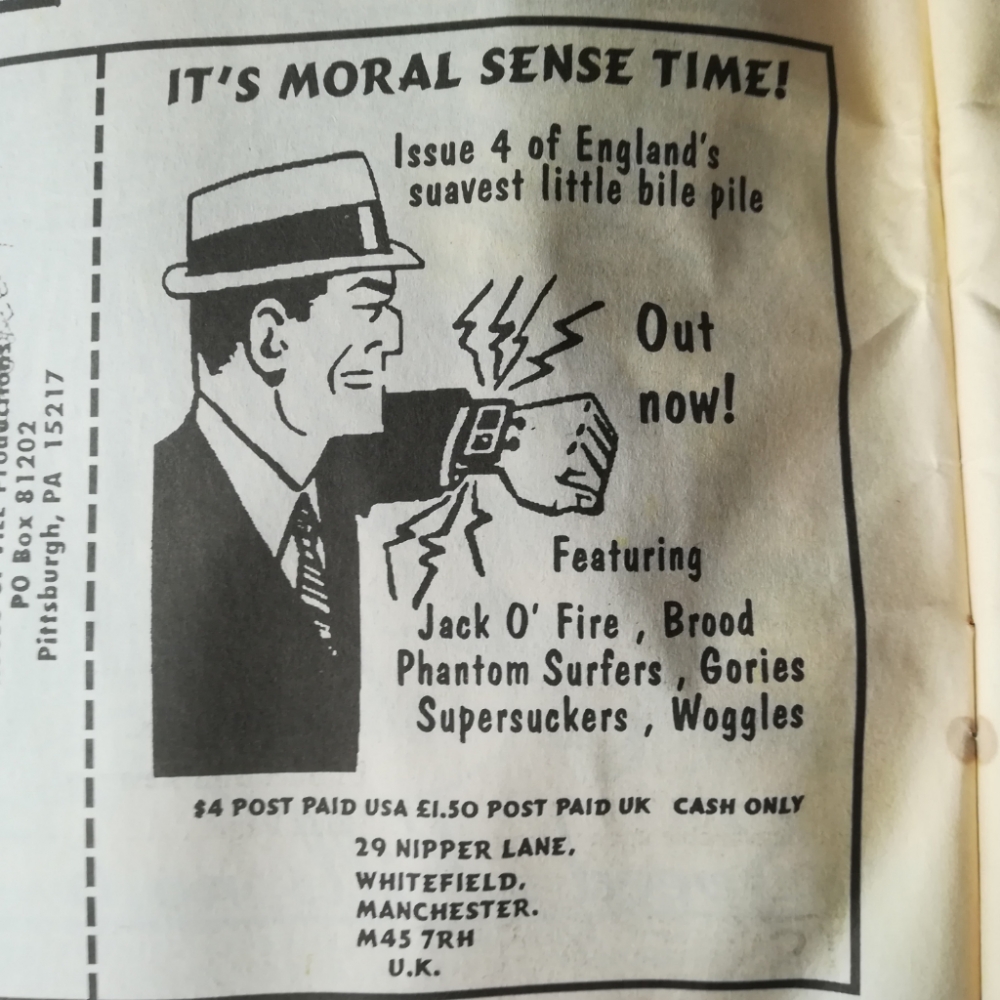 IT'S MORAL SENSE TIME!
Issue 4 of England's
suavest little bile pile
Out
now!
Featuring
Jack O' Fire , Brood
Phantom Surfers , Gories
Supersuckers , Woggles
$4 POST PAID USA £1.50 POST PAID UK CASH ONLY
29 NIPPER LANE,
WHITEFIELD.
MANCHESTER.
M45 7RH
U.K.
PO Box 81202
Pittsburgh, PA 15217